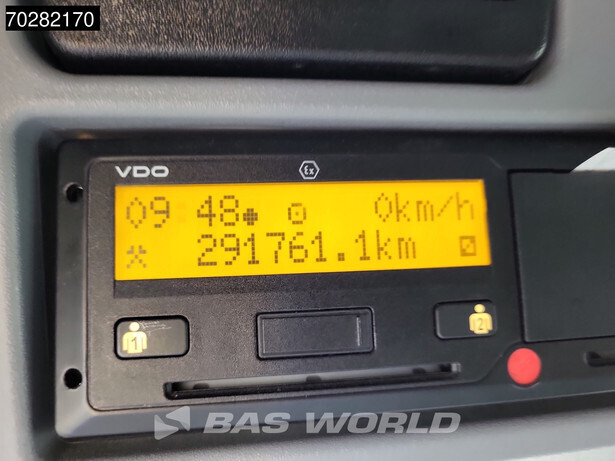 70282170
VDO
Ex
09 48 0km/h
291761.1km
1
2
BAS WORLD